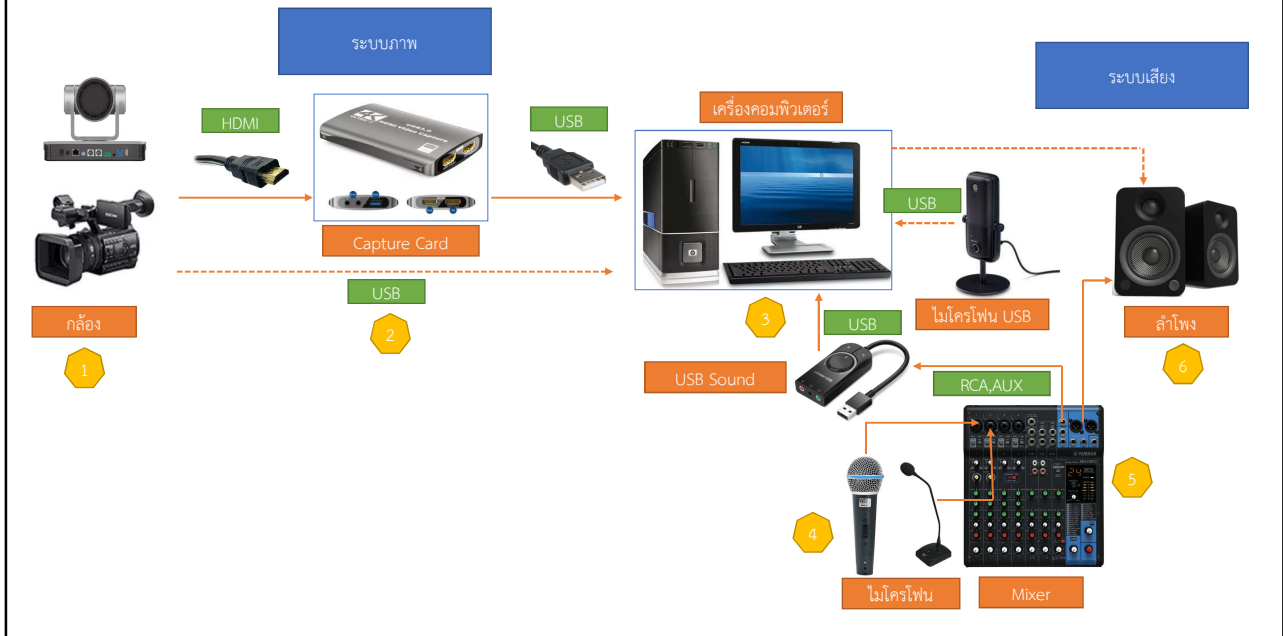 ระบบภาพ
ระบบเสียง
HDMI
USB
เครื่องคอมพิวเตอร์
USB
Capture Card
USB
กล้อง
1
2
3
USB
ไมโครโฟน USB
ลำโพง
6
USB Sound
RCA,AUX
YAMAHA
5
4
ไมโครโฟน
Mixer